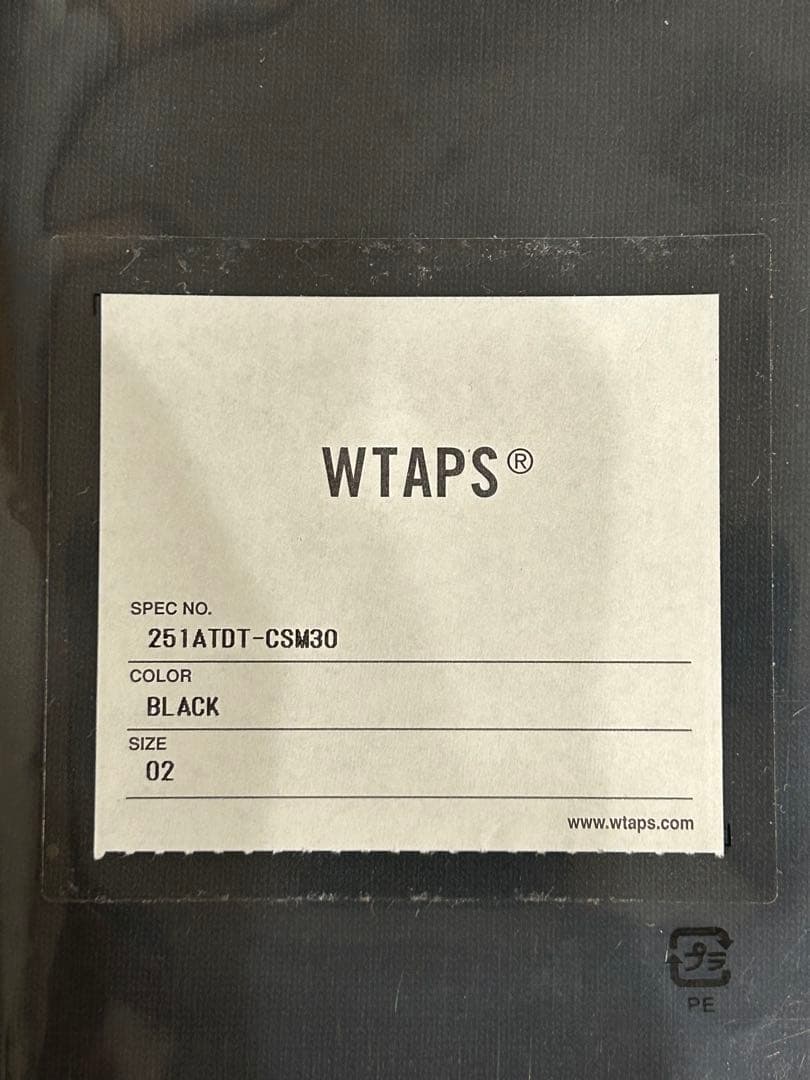 WTAPS®
SPEC NO.
251ATDT-CSM30
COLOR
BLACK
SIZE
02
www.wtaps.com
プラ
PE